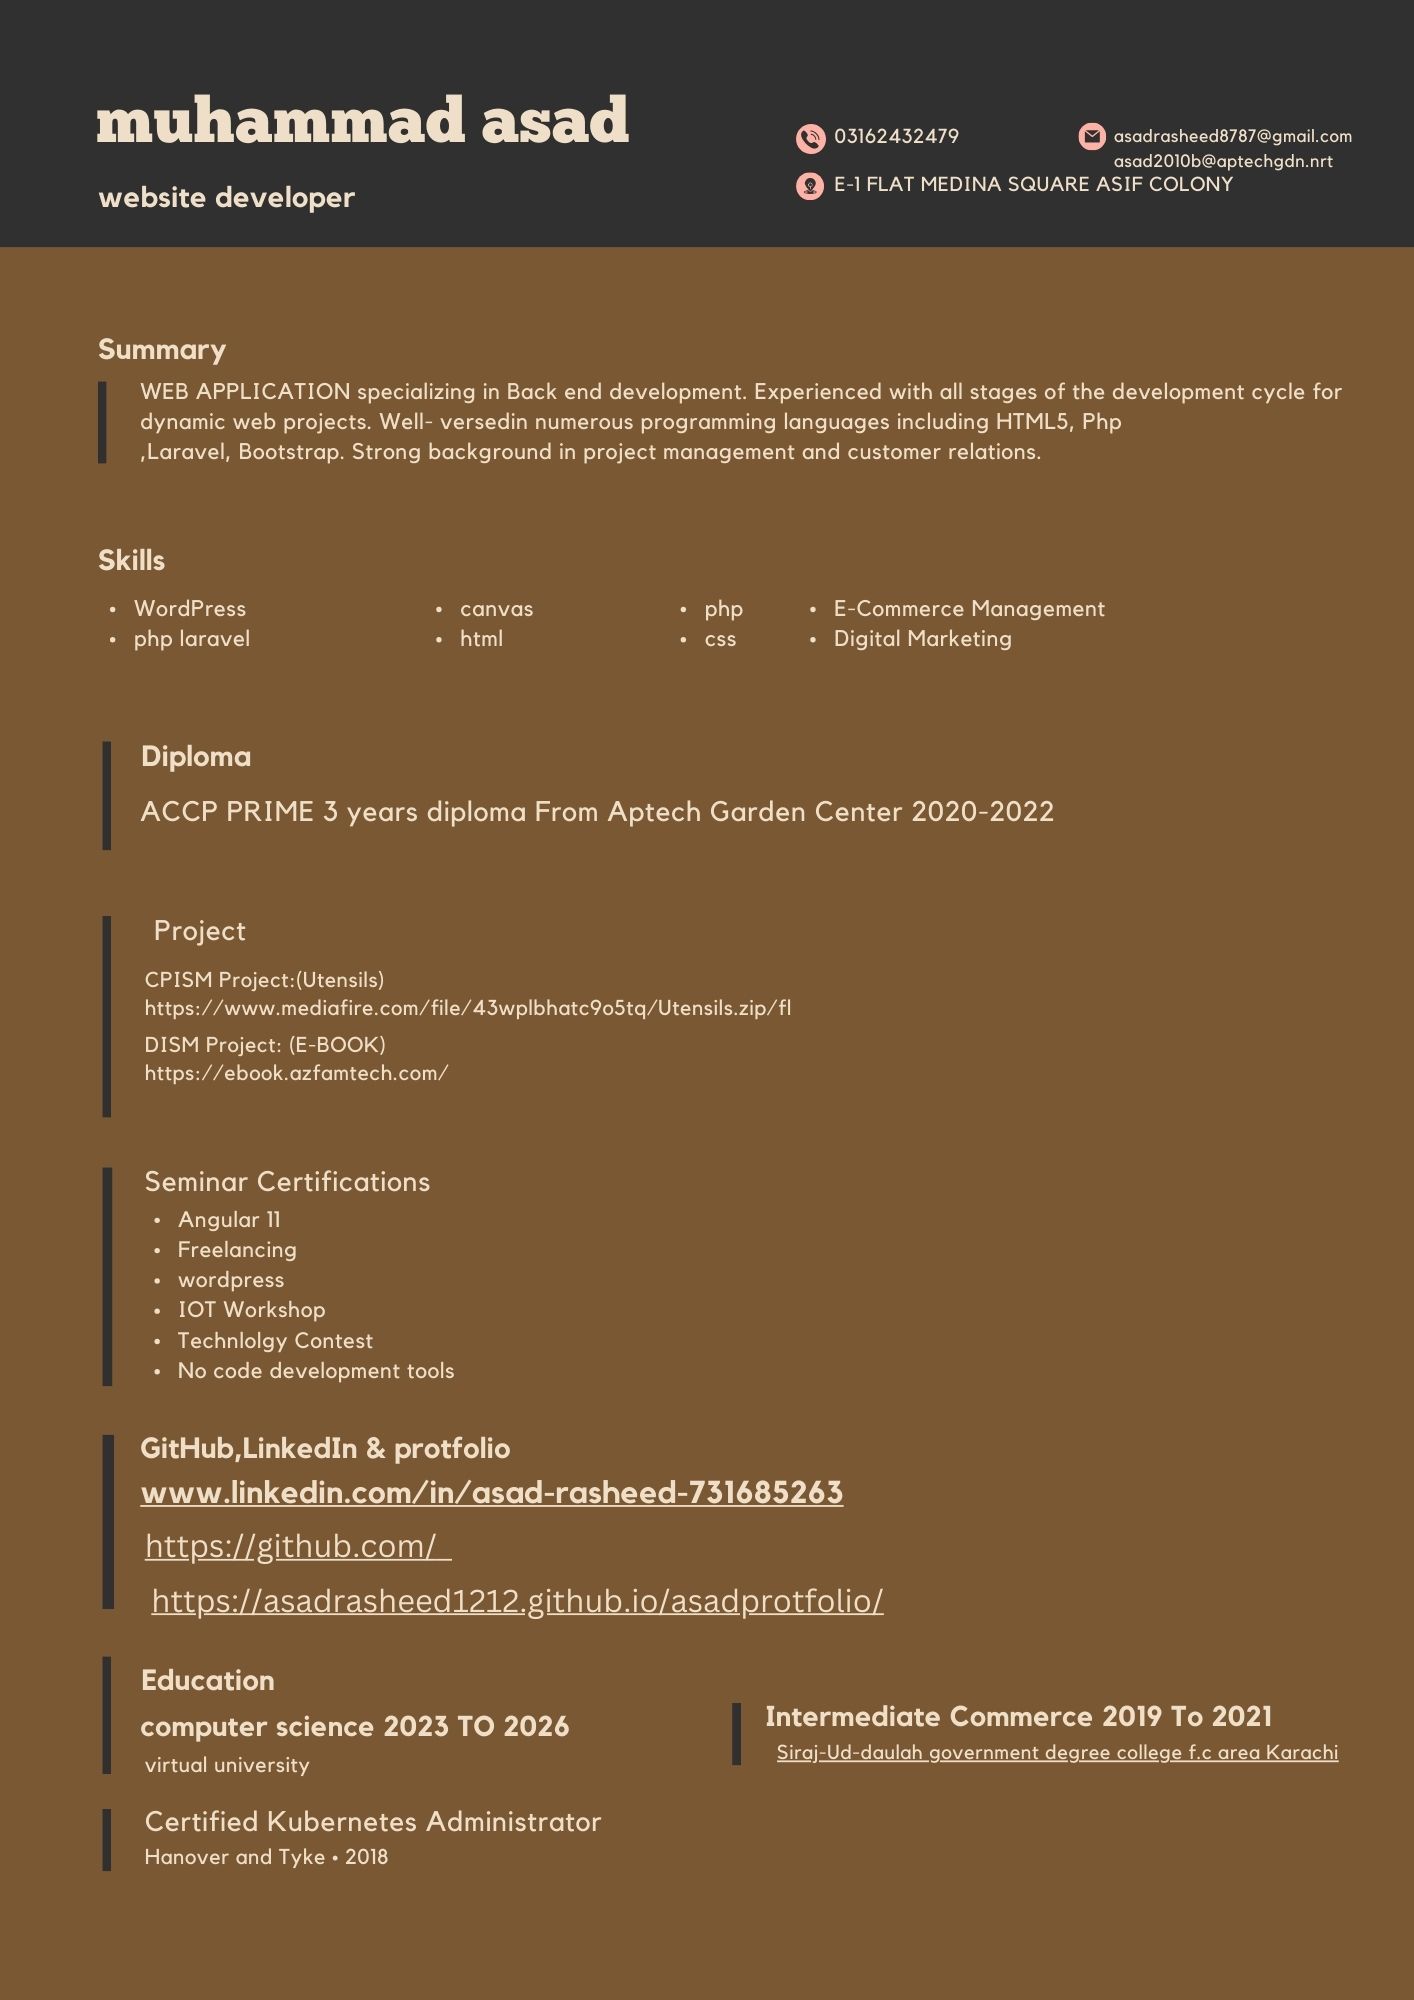 muhammad asad
website developer
03162432479
asadrasheed8787@gmail.com
asad2010b@aptechgdn.nrt
E-1 FLAT MEDINA SQUARE ASIF COLONY
Summary
WEB APPLICATION specializing in Back end development. Experienced with all stages of the development cycle for
dynamic web projects. Well- versedin numerous programming languages including HTML5, Php
,Laravel, Bootstrap. Strong background in project management and customer relations.
Skills
• WordPress
• php laravel
• canvas
• html
• php
• css
• E-Commerce Management
• Digital Marketing
Diploma
ACCP PRIME 3 years diploma From Aptech Garden Center 2020-2022
Project
CPISM Project:(Utensils)
https://www.mediafire.com/file/43wplbhatc9o5tq/Utensils.zip/fl
DISM Project: (E-BOOK)
https://ebook.azfamtech.com/
Seminar Certifications
• Angular 11
• Freelancing
• wordpress
• IOT Workshop
• Technlolgy Contest
• No code development tools
GitHub,LinkedIn & protfolio
www.linkedin.com/in/asad-rasheed-731685263
https://github.com/
https://asadrasheed1212.github.io/asadprotfolio/
Education
computer science 2023 TO 2026
virtual university
Intermediate Commerce 2019 To 2021
Siraj-Ud-daulah government degree college f.c area Karachi
Certified Kubernetes Administrator
Hanover and Tyke • 2018